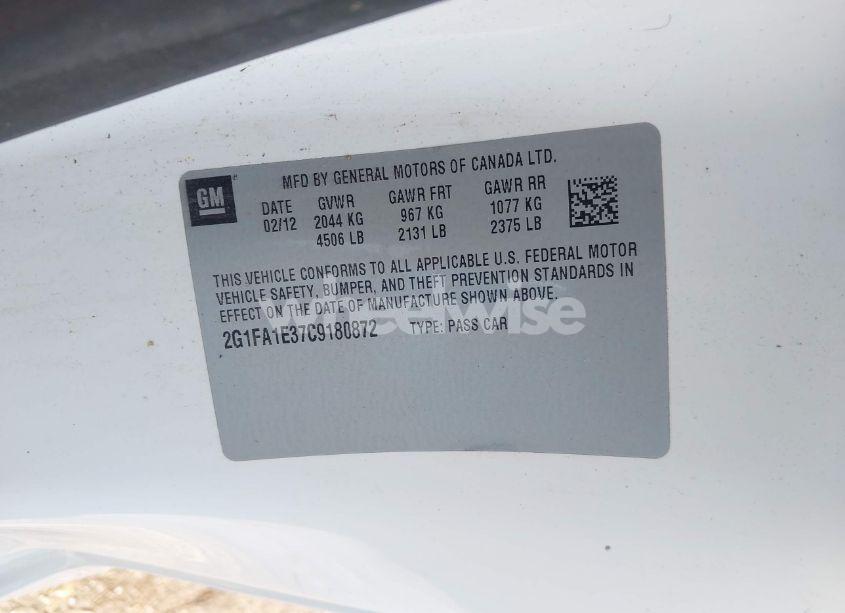 GM
MFD BY GENERAL MOTORS OF CANADA LTD.
DATE GVWR GAWR FRT GAWR RR
02/12 2044 KG 967 KG 1077 KG
4506 LB 2131 LB 2375 LB
THIS VEHICLE CONFORMS TO ALL APPLICABLE U.S. FEDERAL MOTOR
VEHICLE SAFETY, BUMPER, AND THEFT PREVENTION STANDARDS IN
EFFECT ON THE DATE OF MANUFACTURE SHOWN ABOVE.
wheelwise
2G1FA1E37C9180872 TYPE: PASS CAR